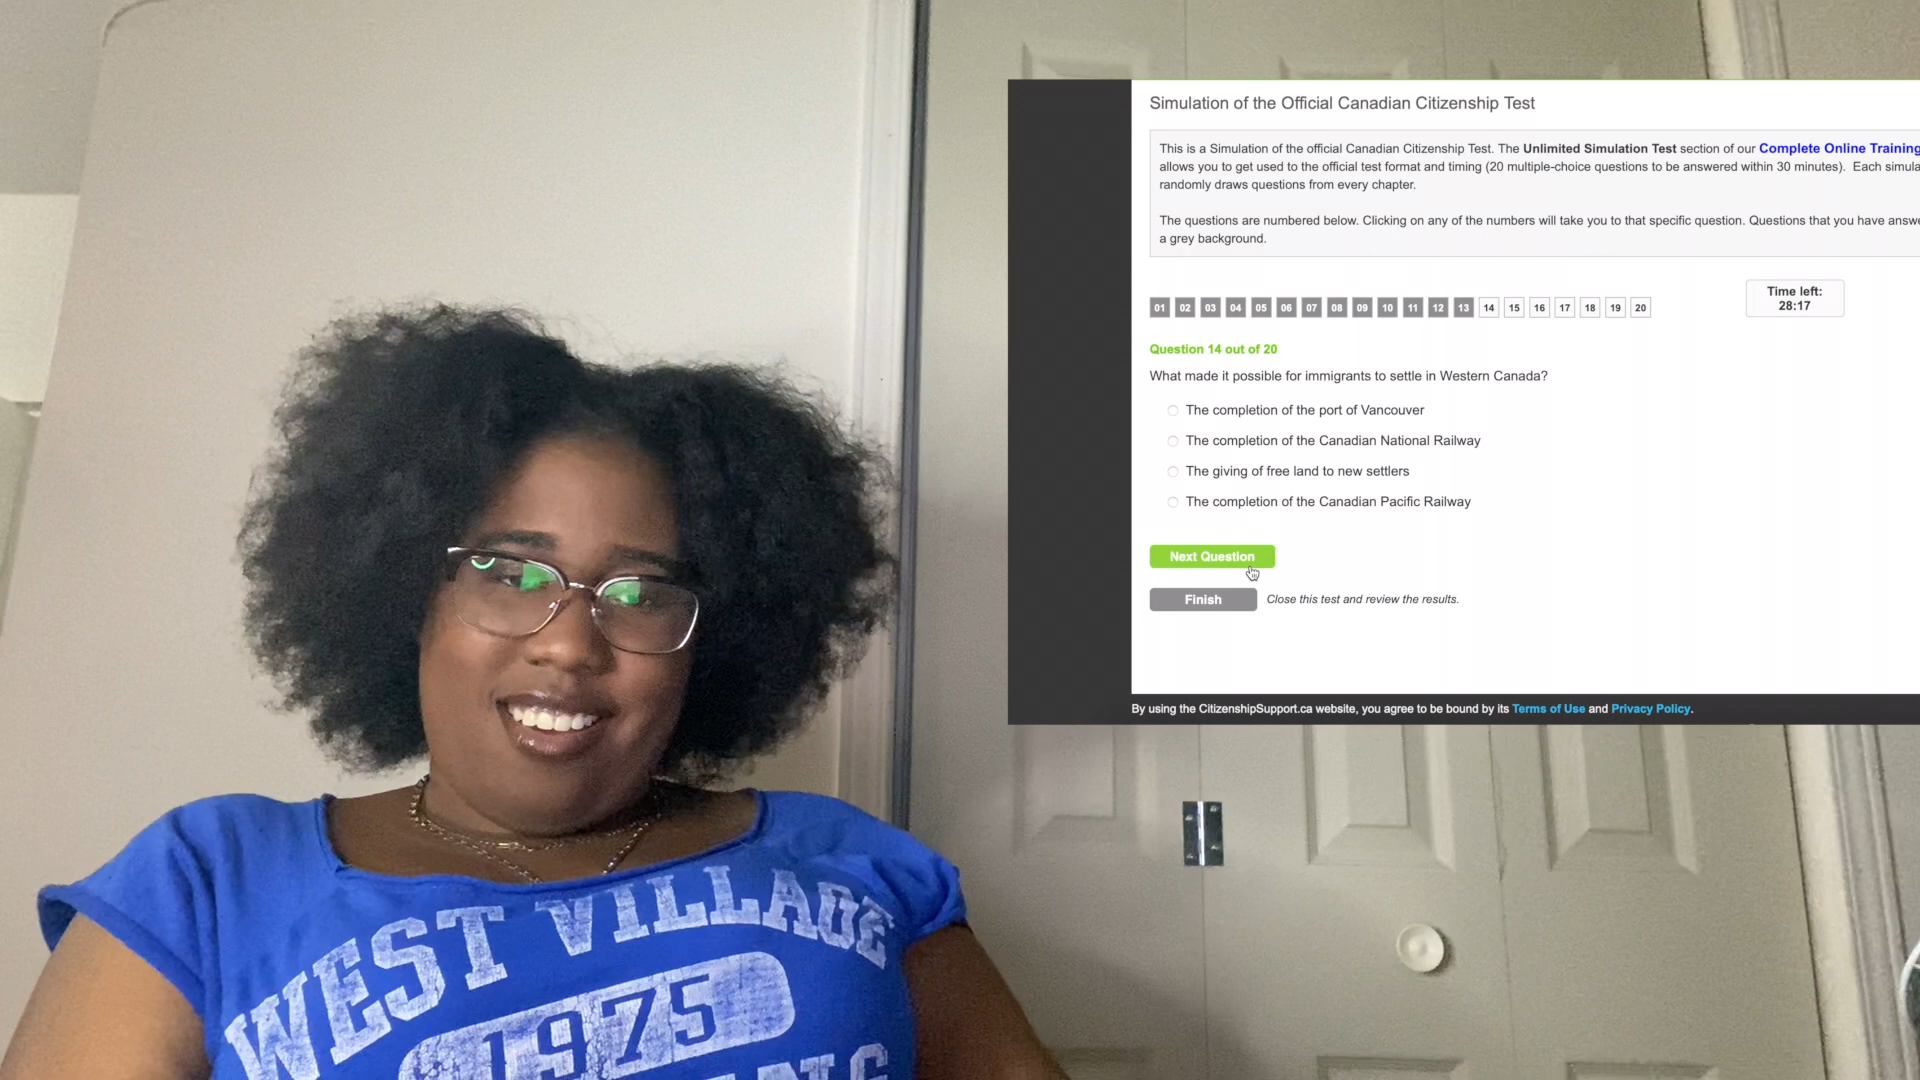 Simulation of the Official Canadian Citizenship Test
This is a Simulation of the official Canadian Citizenship Test. The Unlimited Simulation Test section of our Complete Online Training
allows you to get used to the official test format and timing (20 multiple-choice questions to be answered within 30 minutes). Each simula
randomly draws questions from every chapter.
The questions are numbered below. Clicking on any of the numbers will take you to that specific question. Questions that you have answe
a grey background.
01 02 03 04 05 06 07 08 09 10 11 12 13 14 15 16 17 18 19 20
Time left:
28:17
Question 14 out of 20
What made it possible for immigrants to settle in Western Canada?
The completion of the port of Vancouver
The completion of the Canadian National Railway
The giving of free land to new settlers
The completion of the Canadian Pacific Railway
Next Question
Finish Close this test and review the results.
By using the CitizenshipSupport.ca website, you agree to be bound by its Terms of Use and Privacy Policy.
WEST VILLAGE
1975